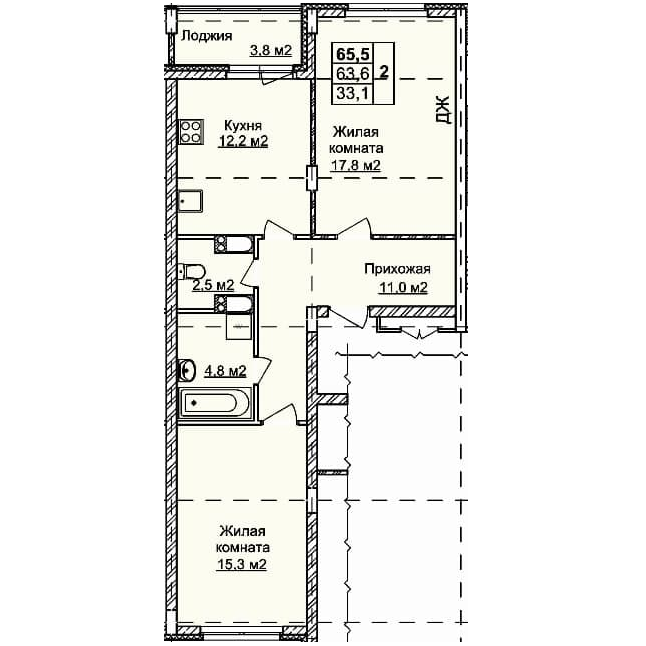 Лоджия
3.8 м2
65,5
63,6
2
33,1
ДЖ
Кухня
12.2 м2
Жилая
комната
17.8 м2
2.5 м2
Прихожая
11.0 м2
4.8 м2
Жилая
комната
15.3 м2